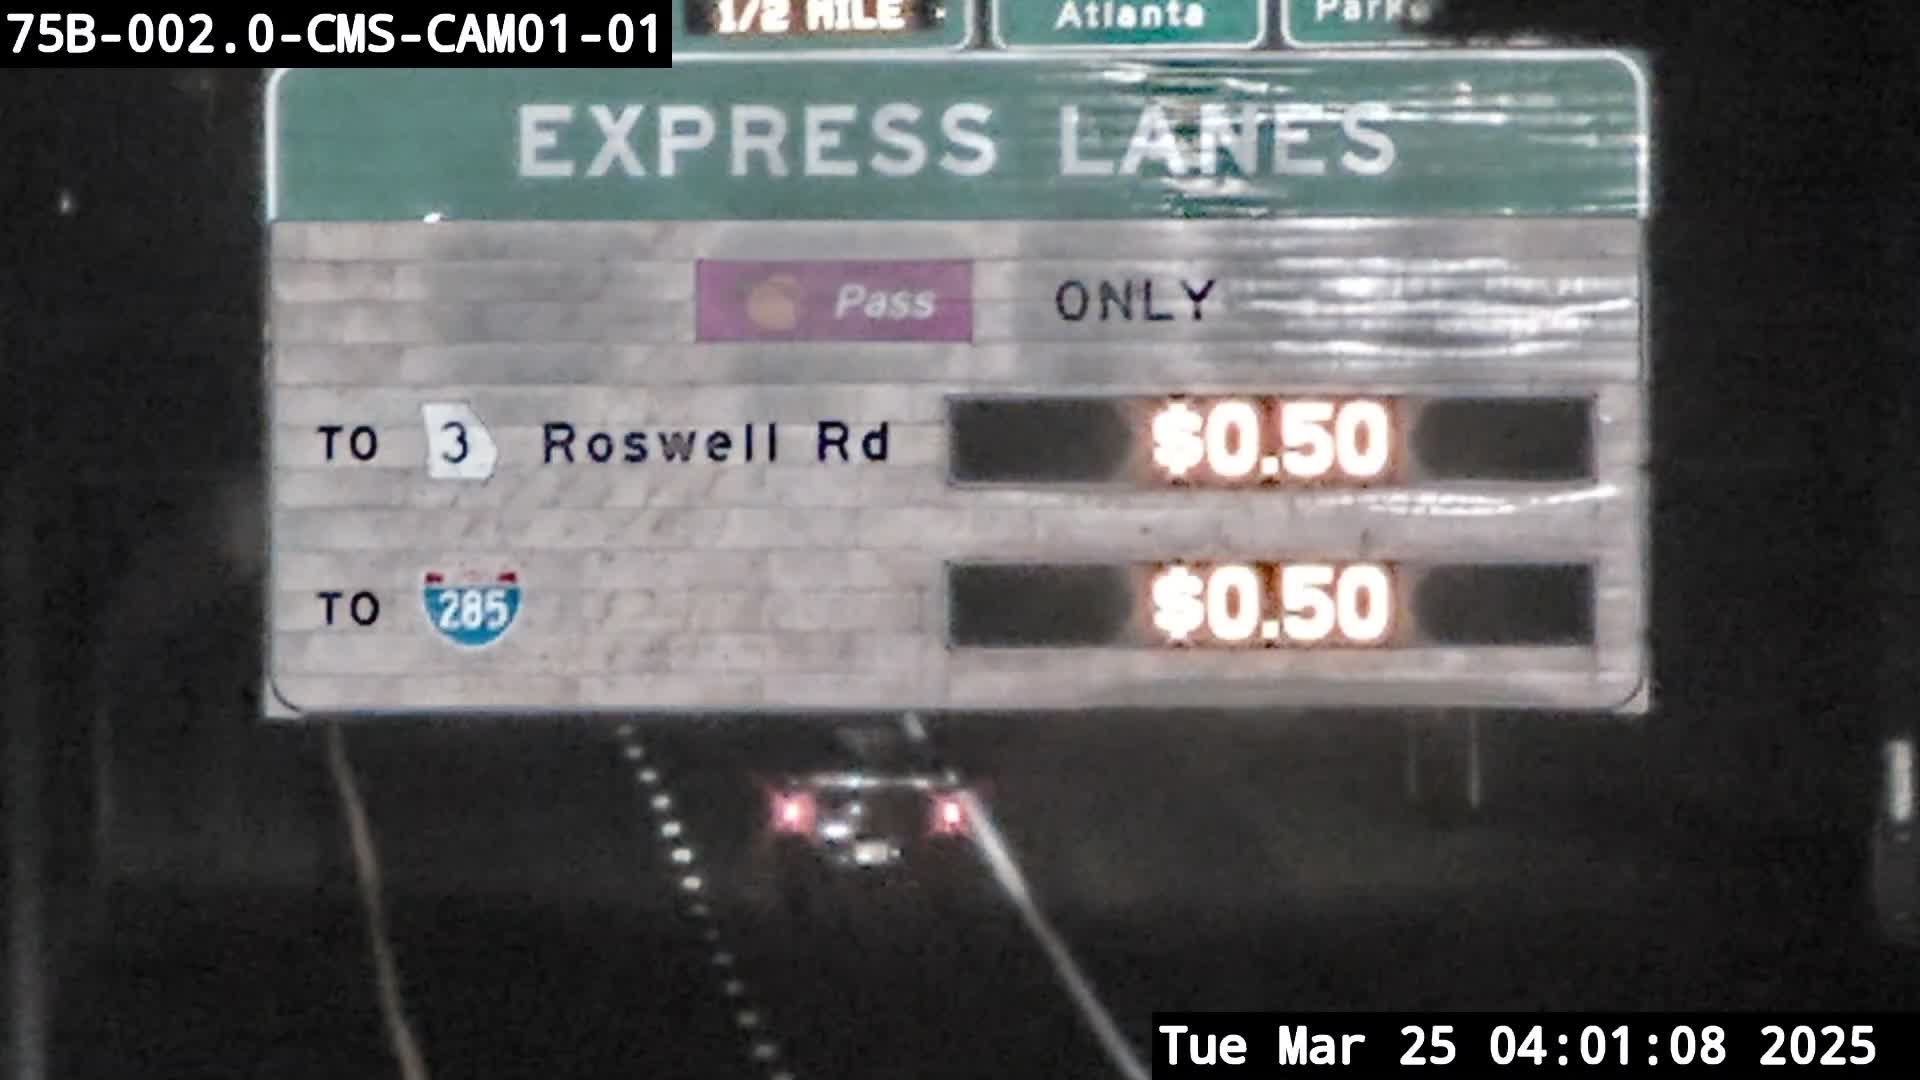 75B-002.0-CMS-CAM01-01
1/2 MILE
Atlanta
EXPRESS LANES
Pass ONLY
TO 3 Roswell Rd $0.50
TO 285 $0.50
Tue Mar 25 04:01:08 2025